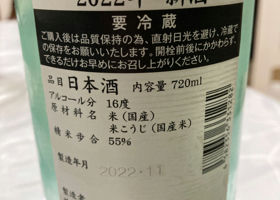 2022年 新酒
要冷蔵
ご購入後は品質保持の為、直射日光を避け、冷蔵で
の保存をお願いいたします。開栓前後にかかわらず、
できるだけお早めにお召し上がりください。
品目 日本酒 内容量 720ml
アルコール分 16度
原材料名 米(国産)
米こうじ(国産米)
精米歩合 55%
製造年月 2022.11
製造者